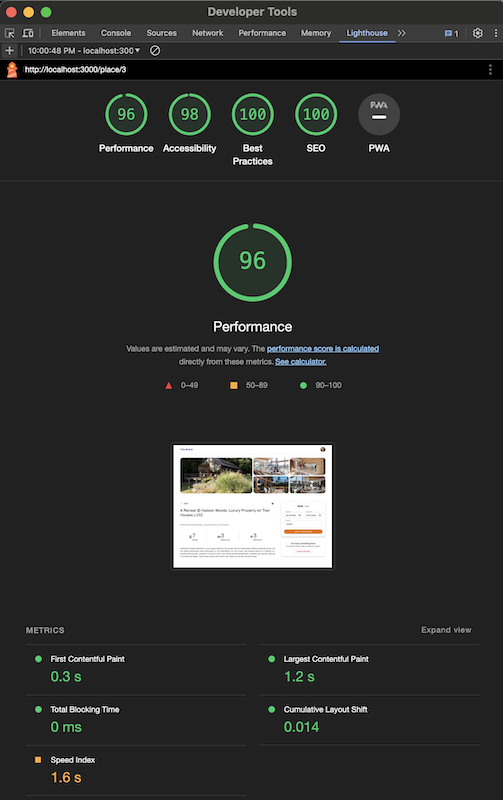 Developer Tools
Elements Console Sources Network Performance Memory Lighthouse 1
10:00:48 PM - localhost:300
http://localhost:3000/place/3
96 98 100 100 PWA
Performance Accessibility Best Practices SEO PWA
96
Performance
Values are estimated and may vary. The performance score is calculated
directly from these metrics. See calculator.
0–49 50–89 90–100
A Retreat @ Hudson Woods: Luxury Property w/ Two
METRICS Expand view
First Contentful Paint Largest Contentful Paint
0.3 s 1.2 s
Total Blocking Time Cumulative Layout Shift
0 ms 0.014
Speed Index
1.6 s